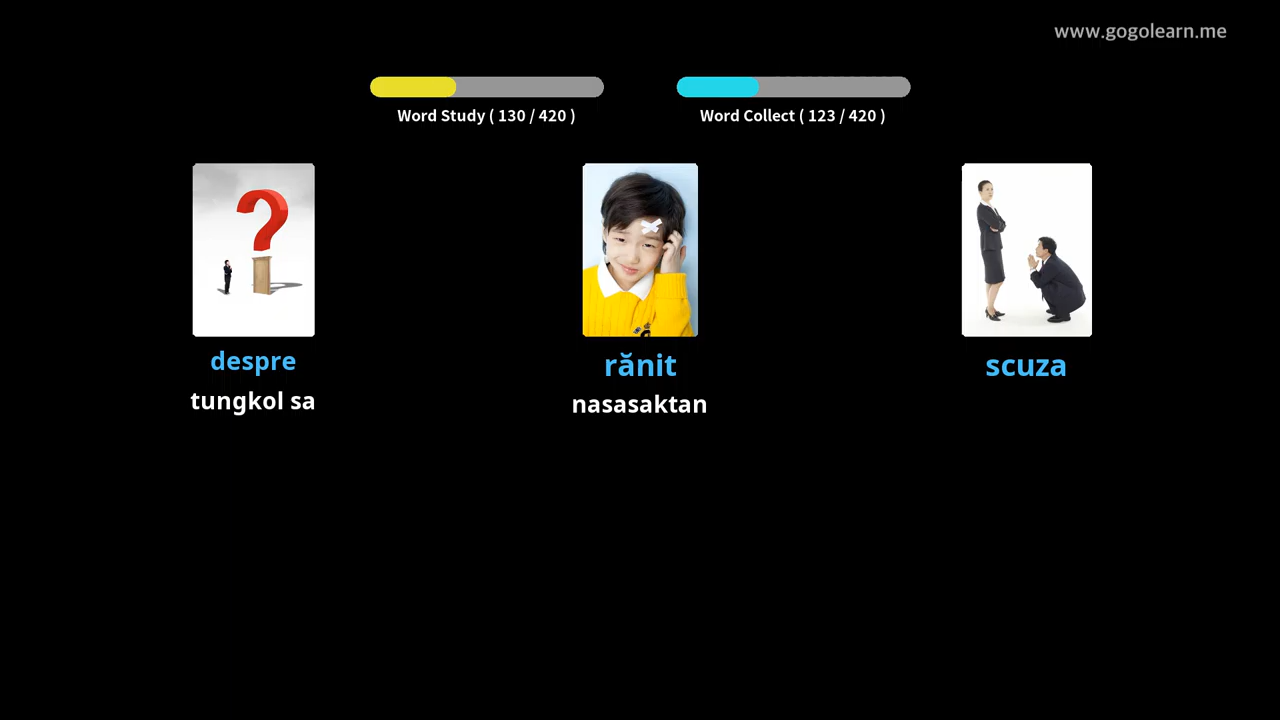 www.gogolearn.me
Word Study ( 130 / 420 )
Word Collect ( 123 / 420 )
despre
tungkol sa
rănit
nasasaktan
scuza